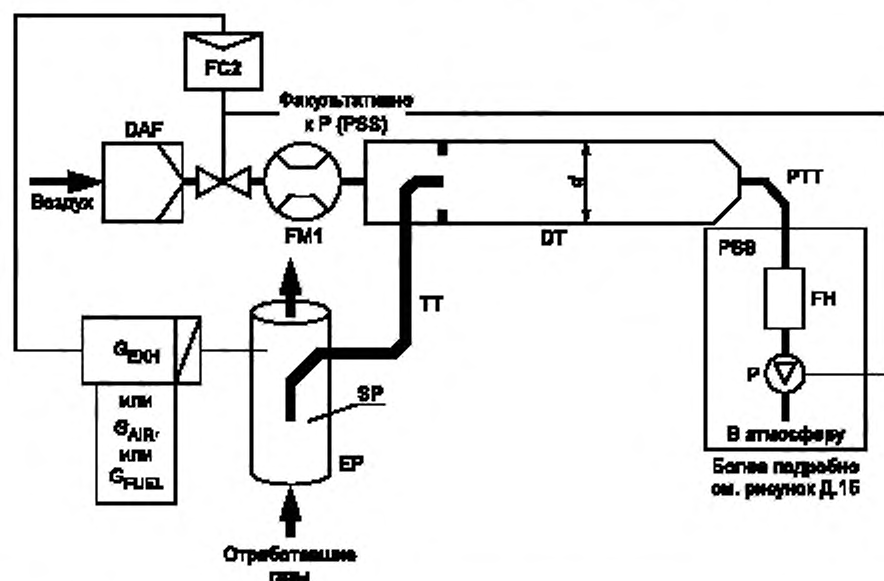 FC2
Факультативно
к P (PSS)
DAF
Воздух
FM1
d
DT
PTT
PSS
FH
P
В атмосферу
Более подробно
см. рисунок Д.15
TT
G_EXH
или
G_AIR,
или
G_FUEL
SP
EP
Отработавшие
газы